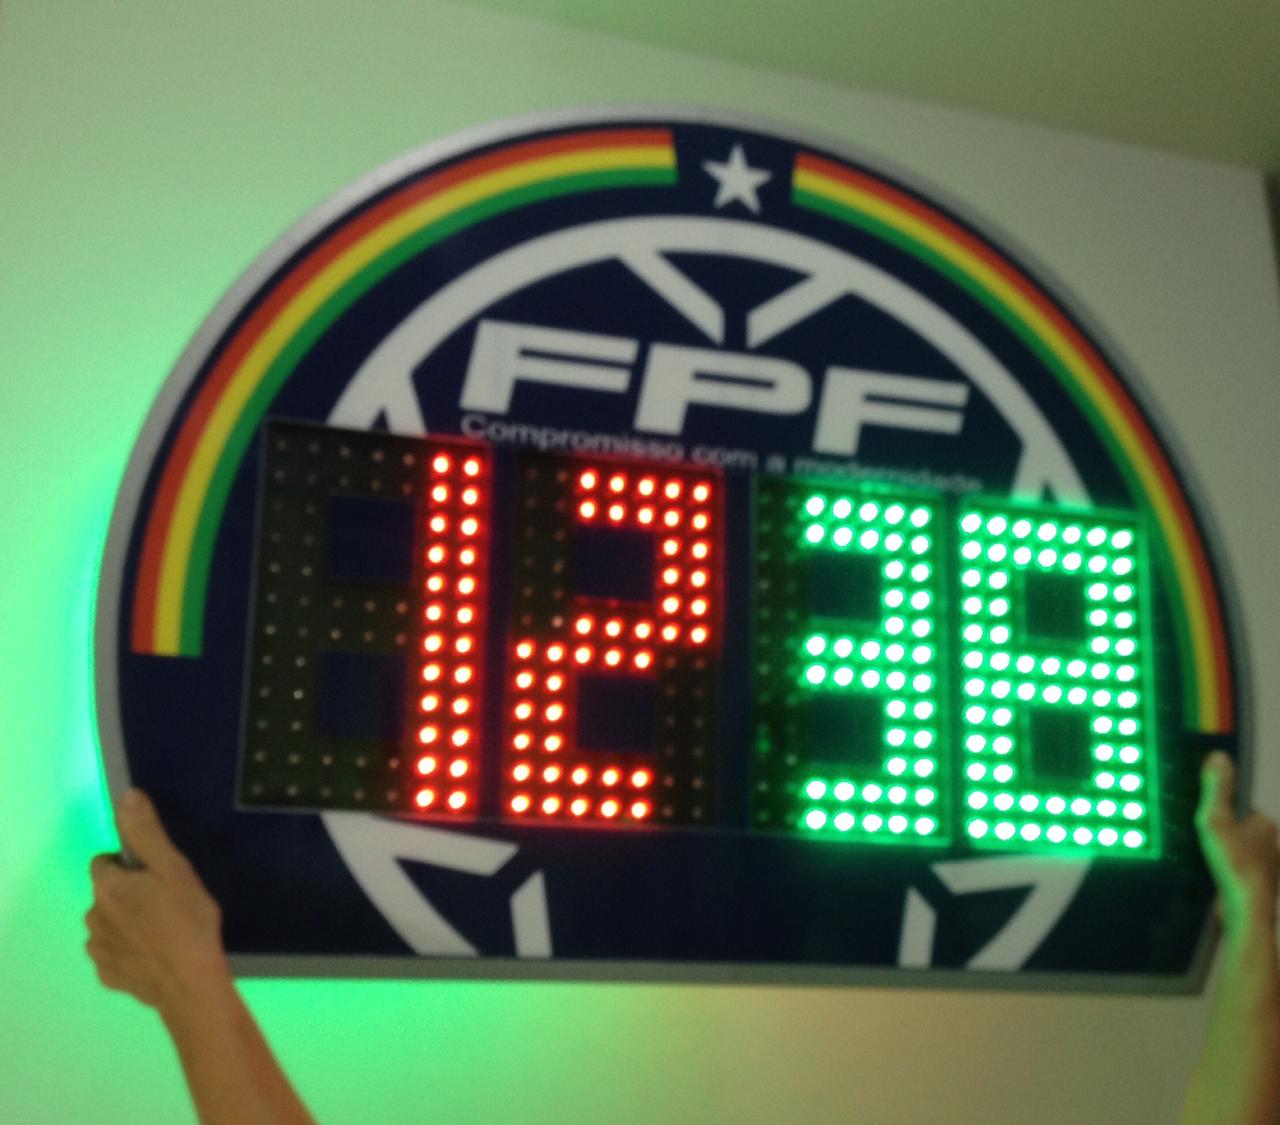 FPF
Compromisso com a modernidade
12 38